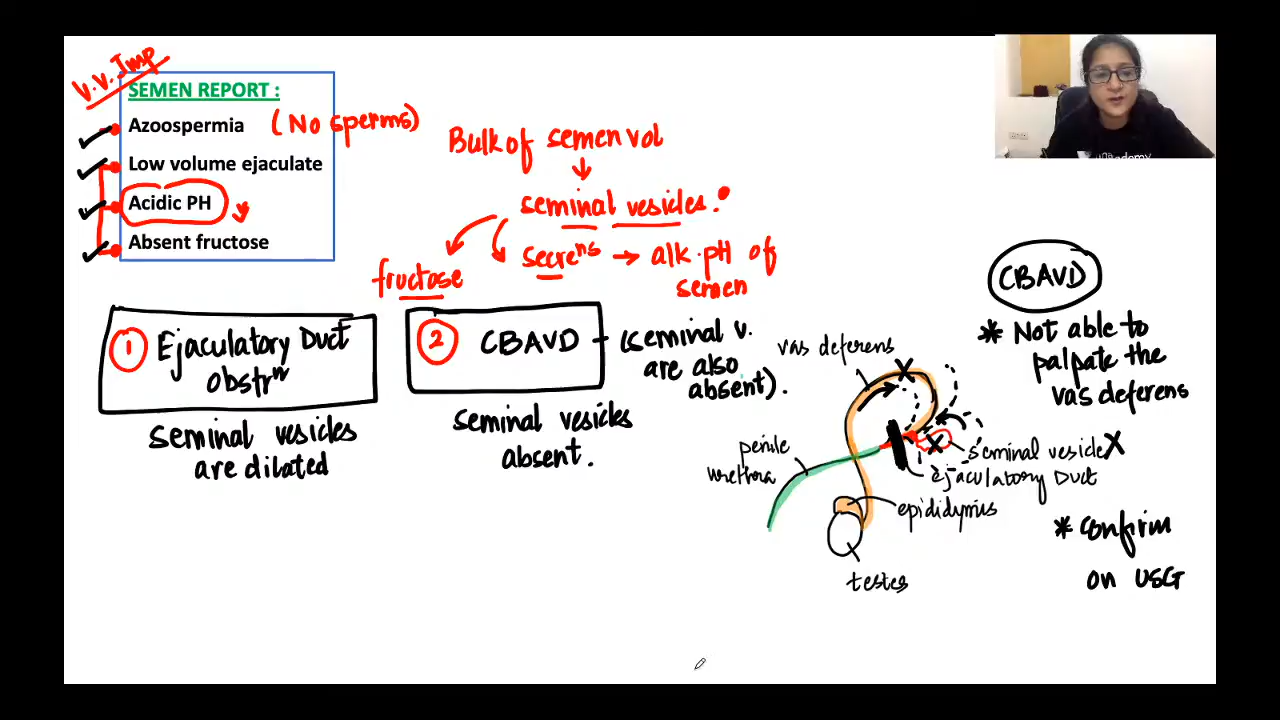 V.V. Imp
SEMEN REPORT :
Azoospermia (No sperms)
Low volume ejaculate
Acidic PH
Absent fructose
Bulk of semen vol
seminal vesicles.
fructose
secreⁿˢ → alk. pH of
semen
1 Ejaculatory Duct
obstrⁿ
seminal vesicles
are dilated
2 CBAVD - (seminal v.
are also
absent).
seminal vesicles
absent.
vas deferens
penile
urethra
seminal vesicle X
ejaculatory Duct
epididymis
testes
CBAVD
* Not able to
palpate the
vas deferens
* confirm
on USG